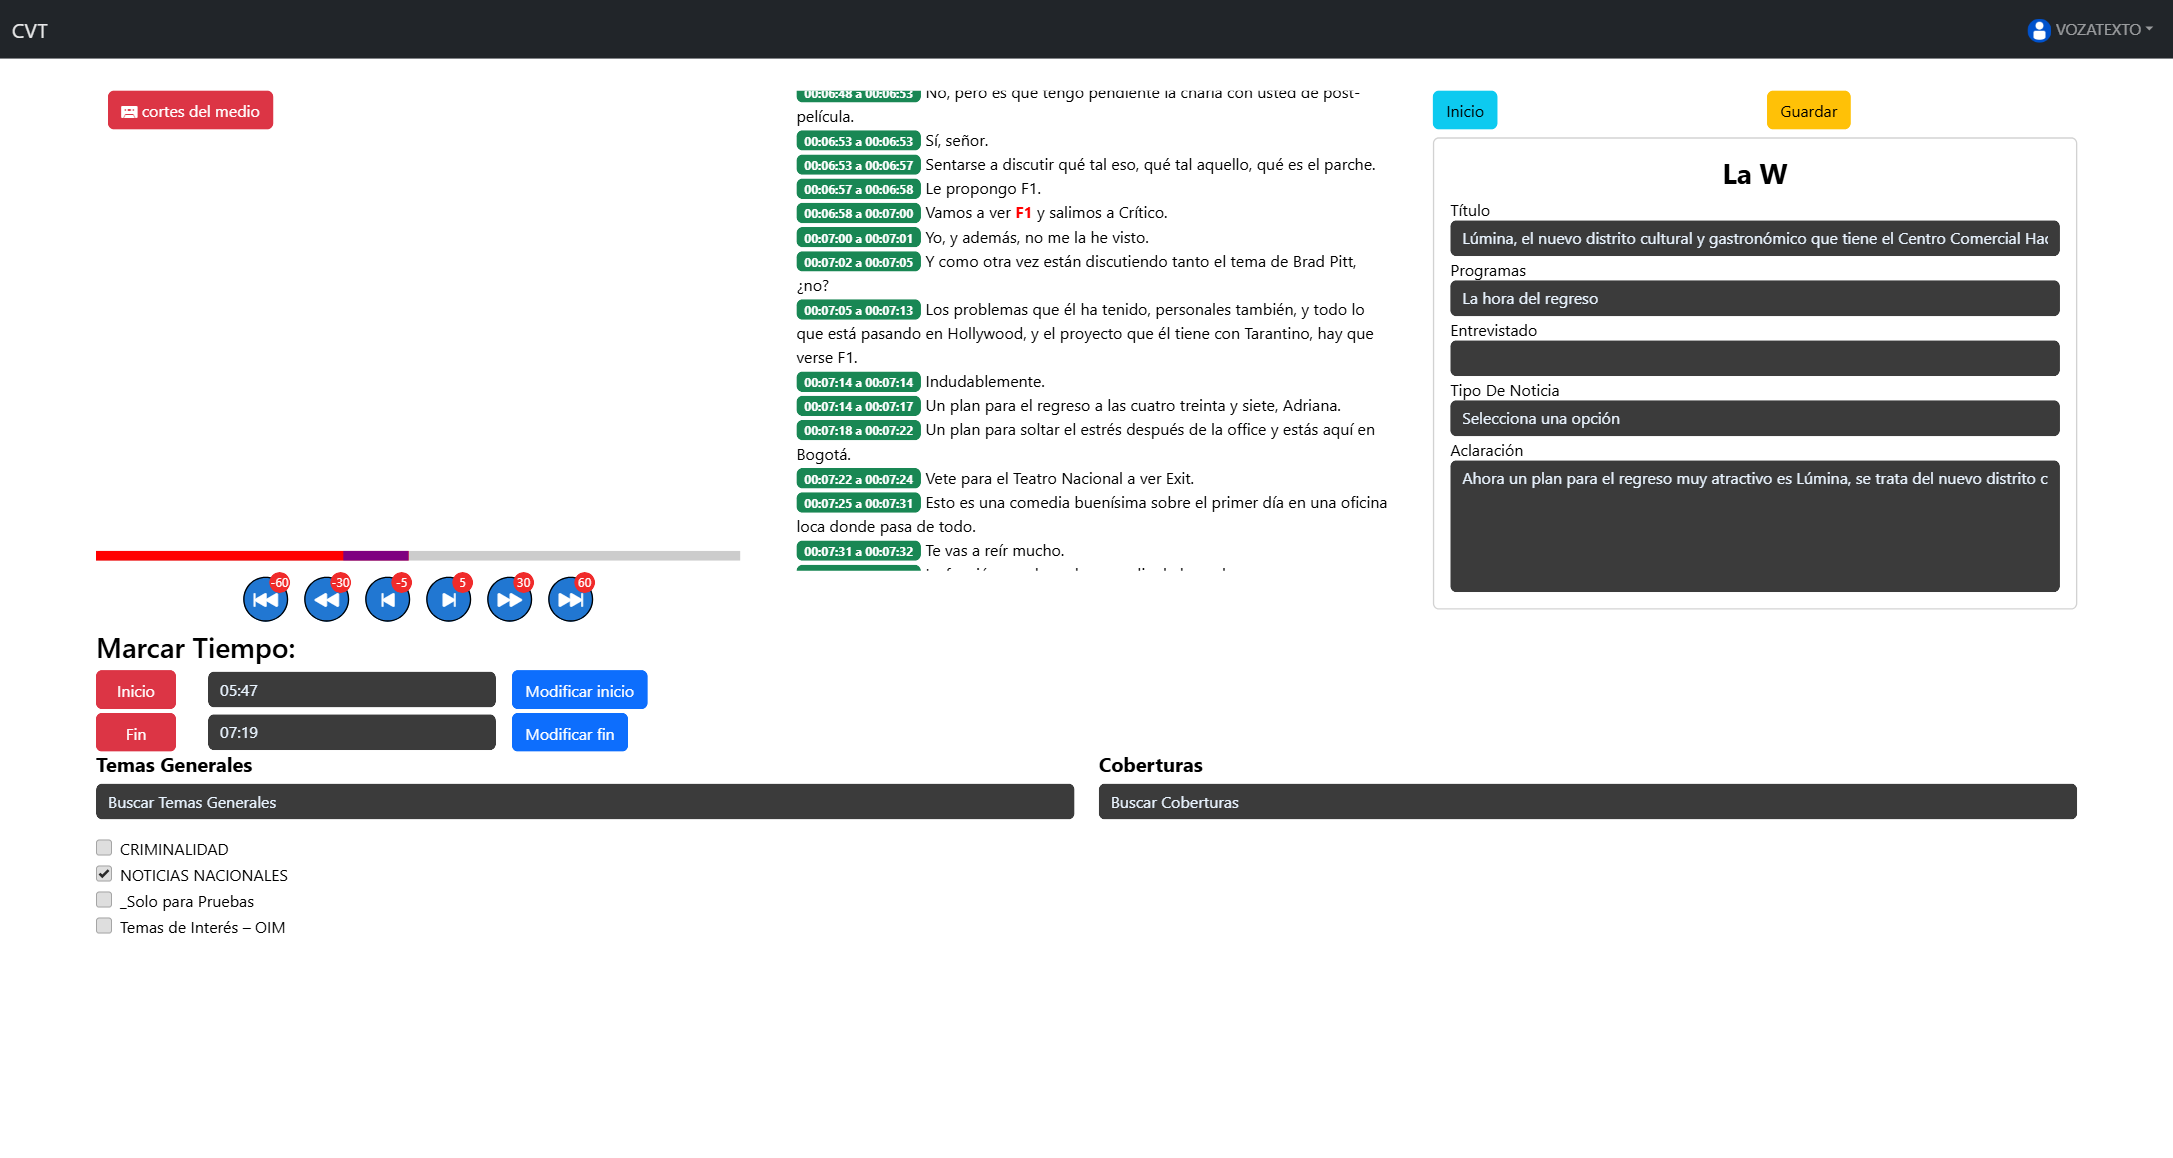 CVT
VOZATEXTO
cortes del medio
-60
-30
-5
5
30
60
Marcar Tiempo:
Inicio
05:47
Modificar inicio
Fin
07:19
Modificar fin
00:06:48 a 00:06:53 No, pero es que tengo pendiente la charla con usted de post-
película.
00:06:53 a 00:06:53 Sí, señor.
00:06:53 a 00:06:57 Sentarse a discutir qué tal eso, qué tal aquello, qué es el parche.
00:06:57 a 00:06:58 Le propongo F1.
00:06:58 a 00:07:00 Vamos a ver F1 y salimos a Crítico.
00:07:00 a 00:07:01 Yo, y además, no me la he visto.
00:07:02 a 00:07:05 Y como otra vez están discutiendo tanto el tema de Brad Pitt,
¿no?
00:07:05 a 00:07:13 Los problemas que él ha tenido, personales también, y todo lo
que está pasando en Hollywood, y el proyecto que él tiene con Tarantino, hay que
verse F1.
00:07:14 a 00:07:14 Indudablemente.
00:07:14 a 00:07:17 Un plan para el regreso a las cuatro treinta y siete, Adriana.
00:07:18 a 00:07:22 Un plan para soltar el estrés después de la office y estás aquí en
Bogotá.
00:07:22 a 00:07:24 Vete para el Teatro Nacional a ver Exit.
00:07:25 a 00:07:31 Esto es una comedia buenísima sobre el primer día en una oficina
loca donde pasa de todo.
00:07:31 a 00:07:32 Te vas a reír mucho.
Inicio
Guardar
La W
Título
Lúmina, el nuevo distrito cultural y gastronómico que tiene el Centro Comercial Hac
Programas
La hora del regreso
Entrevistado
Tipo De Noticia
Selecciona una opción
Aclaración
Ahora un plan para el regreso muy atractivo es Lúmina, se trata del nuevo distrito c
Temas Generales
Buscar Temas Generales
CRIMINALIDAD
NOTICIAS NACIONALES
_Solo para Pruebas
Temas de Interés – OIM
Coberturas
Buscar Coberturas